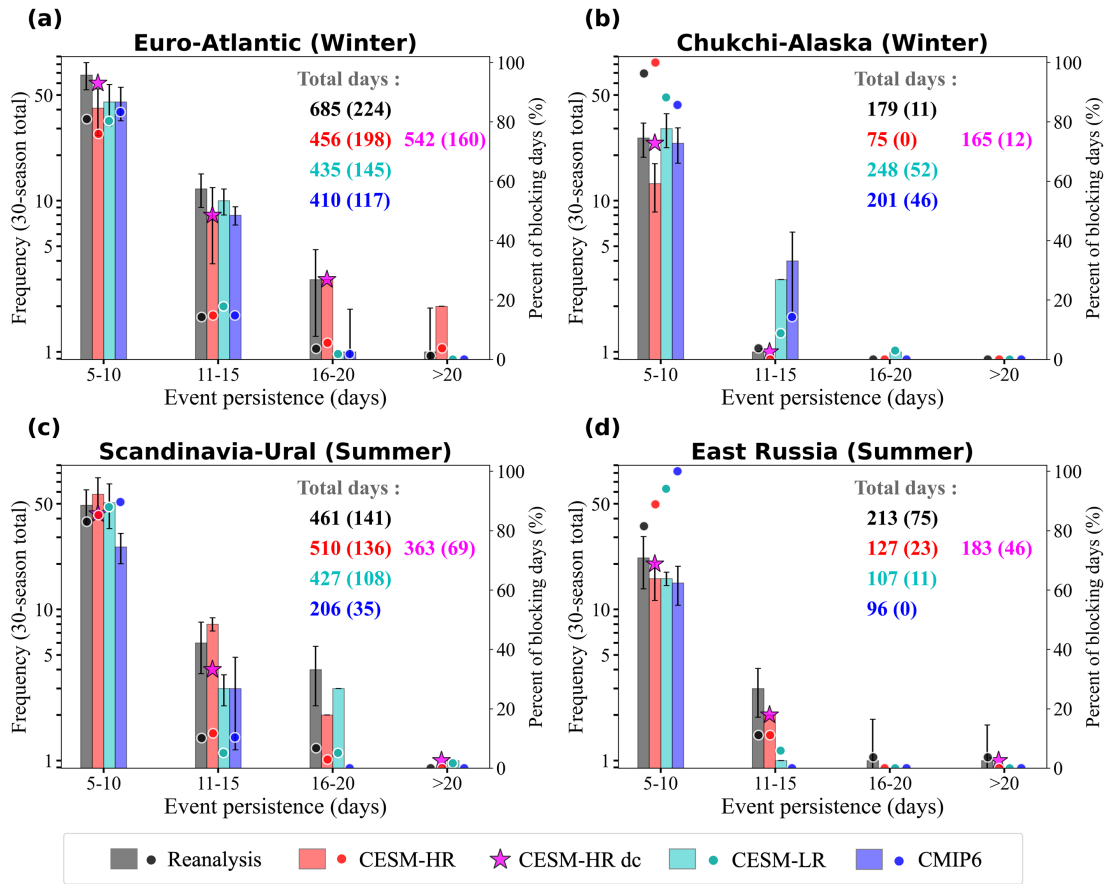 (a)
Euro-Atlantic (Winter)
Frequency (30-season total)
50
10
5
1
Total days :
685 (224)
456 (198) 542 (160)
435 (145)
410 (117)
100
80
60
40
20
0
Percent of blocking days (%)
5-10 11-15 16-20 >20
Event persistence (days)
(b)
Chukchi-Alaska (Winter)
Frequency (30-season total)
50
10
5
1
Total days :
179 (11)
75 (0) 165 (12)
248 (52)
201 (46)
100
80
60
40
20
0
Percent of blocking days (%)
5-10 11-15 16-20 >20
Event persistence (days)
(c)
Scandinavia-Ural (Summer)
Frequency (30-season total)
50
10
5
1
Total days :
461 (141)
510 (136) 363 (69)
427 (108)
206 (35)
100
80
60
40
20
0
Percent of blocking days (%)
5-10 11-15 16-20 >20
Event persistence (days)
(d)
East Russia (Summer)
Frequency (30-season total)
50
10
5
1
Total days :
213 (75)
127 (23) 183 (46)
107 (11)
96 (0)
100
80
60
40
20
0
Percent of blocking days (%)
5-10 11-15 16-20 >20
Event persistence (days)
Reanalysis CESM-HR CESM-HR dc CESM-LR CMIP6